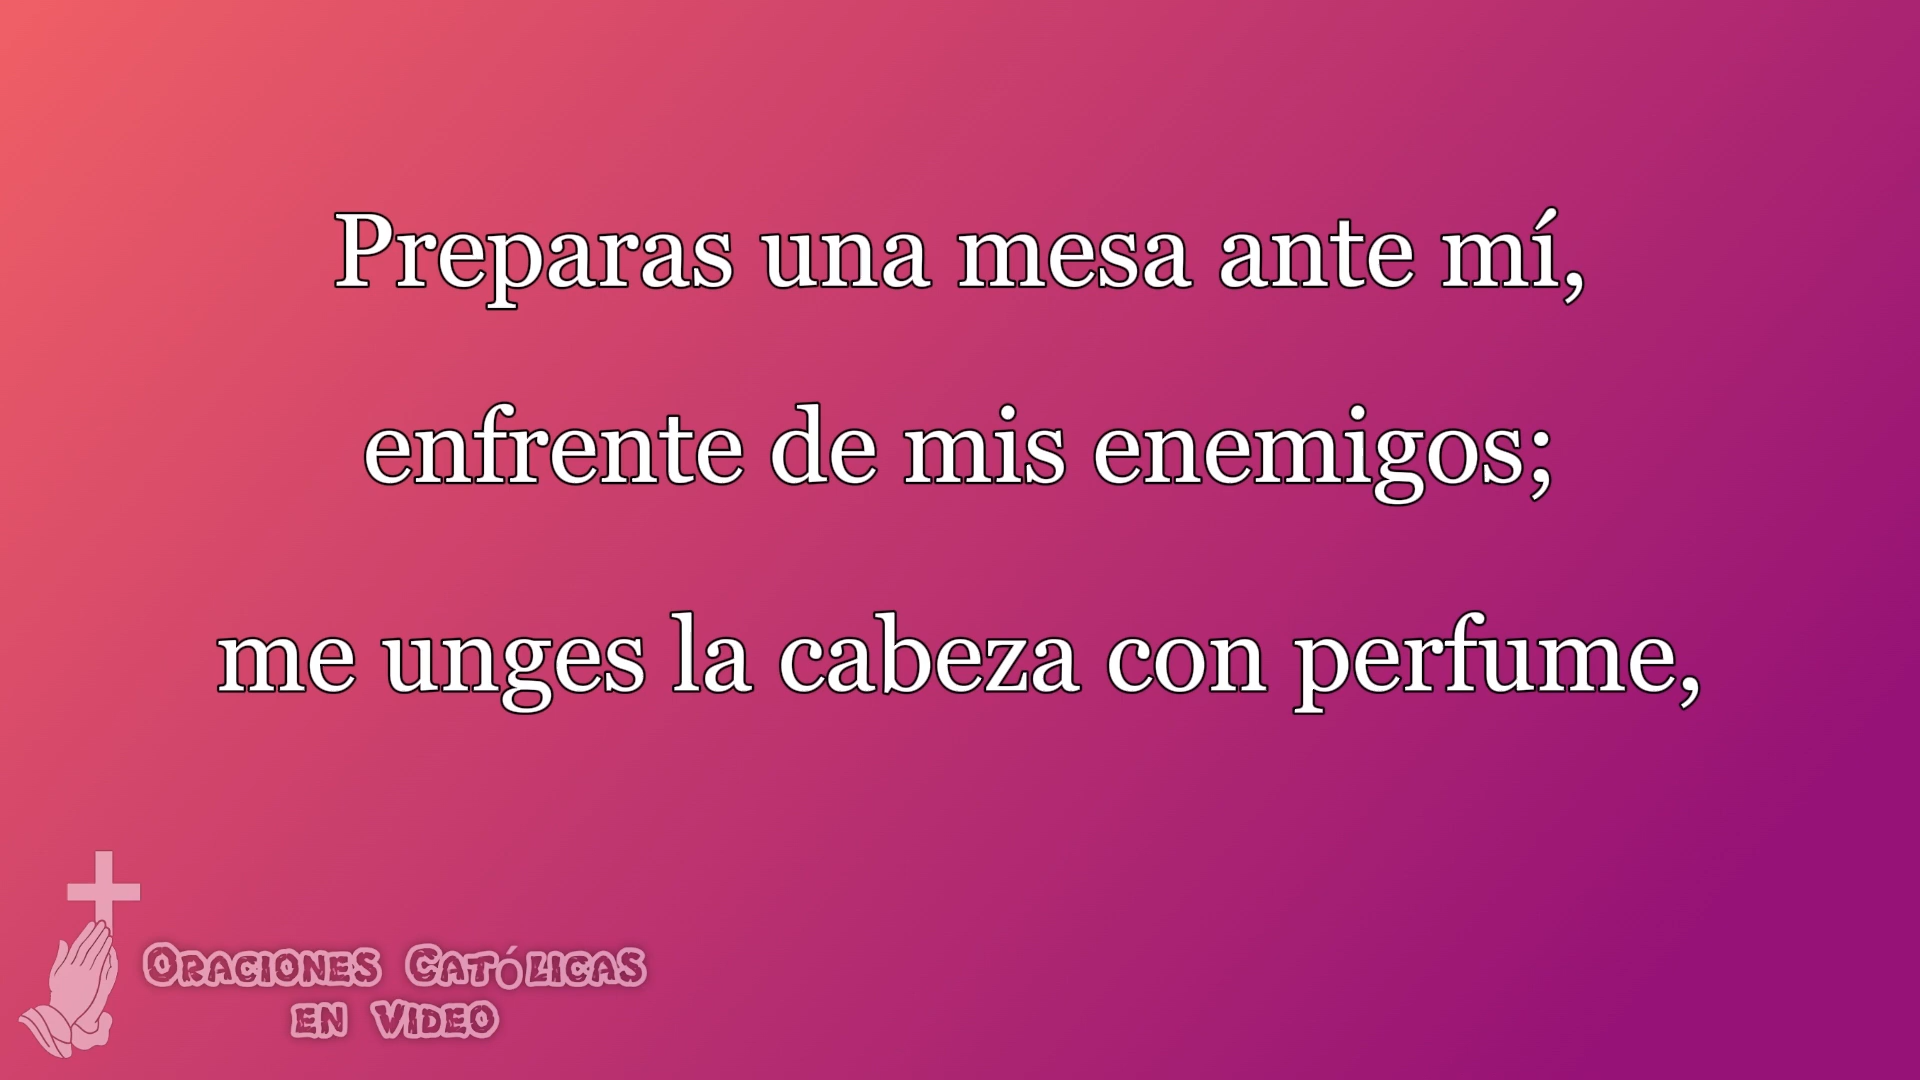 Preparas una mesa ante mí,
enfrente de mis enemigos;
me unges la cabeza con perfume,
Oraciones Católicas
en Video